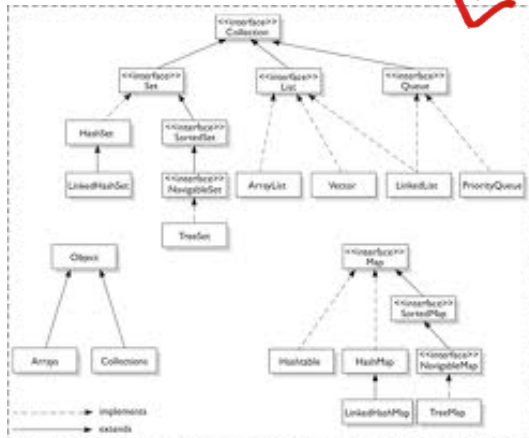 <<interface>>
Collection
<<interface>>
Set
<<interface>>
List
<<interface>>
Queue
HashSet
<<interface>>
SortedSet
LinkedHashSet
<<interface>>
NavigableSet
ArrayList
Vector
LinkedList
PriorityQueue
TreeSet
Object
<<interface>>
Map
<<interface>>
SortedMap
Arrays
Collections
Hashtable
HashMap
<<interface>>
NavigableMap
LinkedHashMap
TreeMap
implements
extends